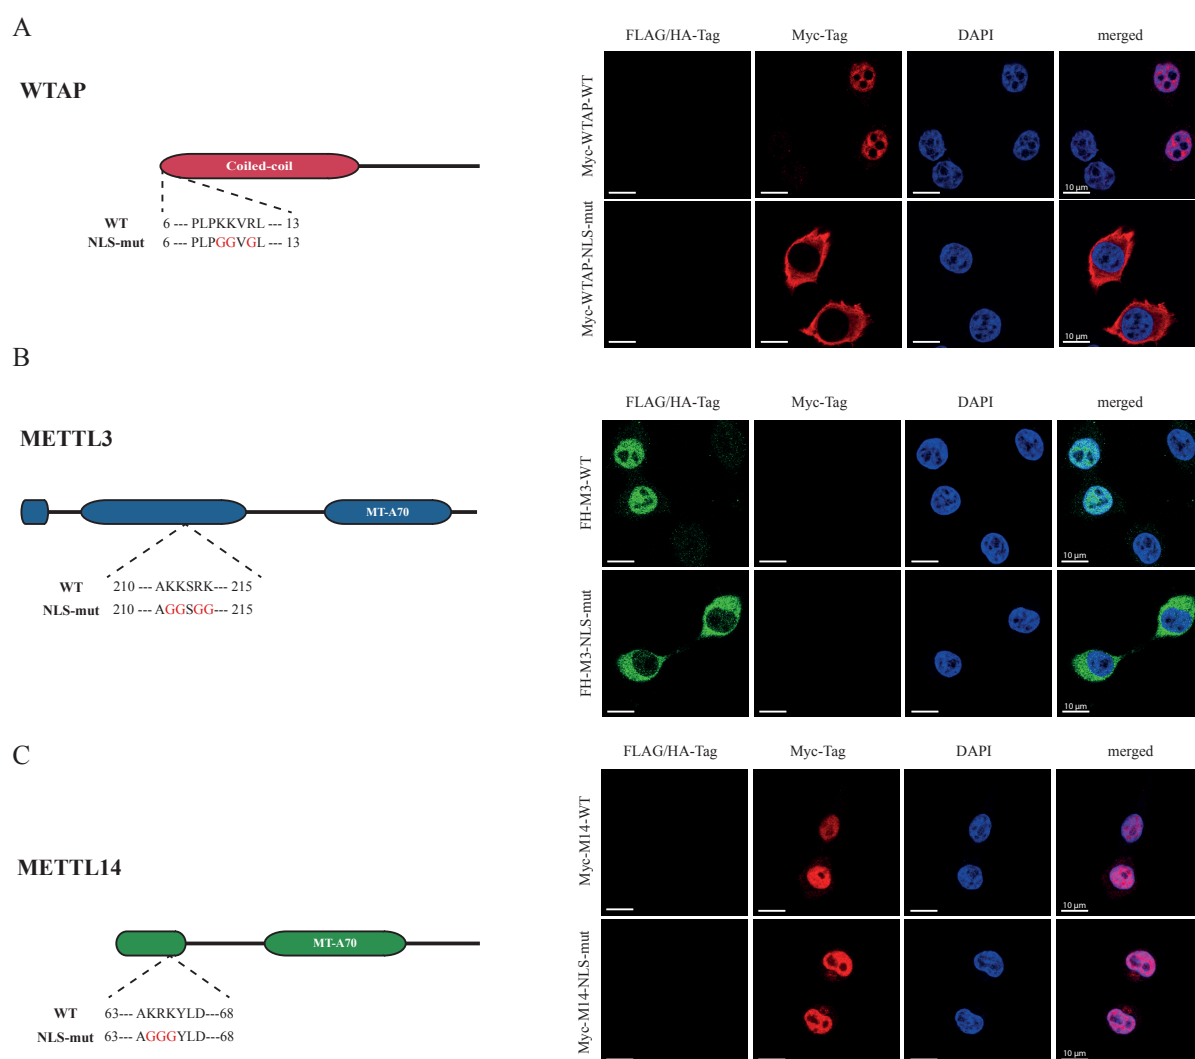 A
WTAP
Coiled-coil
WT 6 --- PLPKKVRL --- 13
NLS-mut 6 --- PLPGGVGL --- 13
FLAG/HA-Tag Myc-Tag DAPI merged
Myc-WTAP-WT
10 μm
Myc-WTAP-NLS-mut
10 μm
B
METTL3
MT-A70
WT 210 --- AKKSRK--- 215
NLS-mut 210 --- AGGSGG--- 215
FLAG/HA-Tag Myc-Tag DAPI merged
FH-M3-WT
10 μm
FH-M3-NLS-mut
10 μm
C
METTL14
MT-A70
WT 63--- AKRKYLD---68
NLS-mut 63--- AGGGYLD---68
FLAG/HA-Tag Myc-Tag DAPI merged
Myc-M14-WT
10 μm
Myc-M14-NLS-mut
10 μm